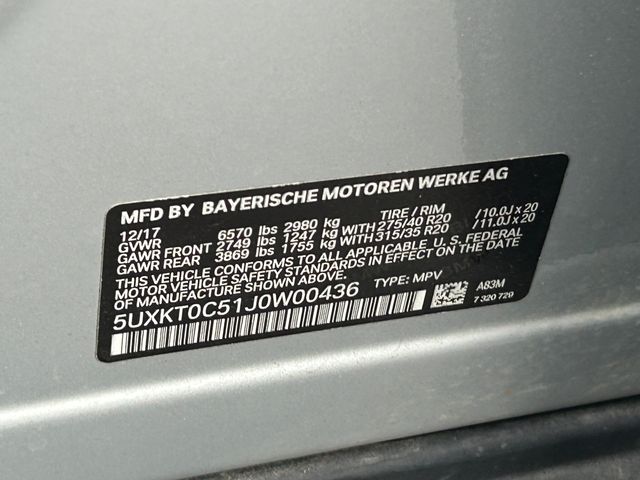 MFD BY BAYERISCHE MOTOREN WERKE AG
12/17 6570 lbs 2980 kg TIRE / RIM
GVWR
GAWR FRONT 2749 lbs 1247 kg WITH 275/40 R20 /10.0J x 20
GAWR REAR 3869 lbs 1755 kg WITH 315/35 R20 /11.0J x 20
THIS VEHICLE CONFORMS TO ALL APPLICABLE U.S. FEDERAL
MOTOR VEHICLE SAFETY STANDARDS IN EFFECT ON THE
DATE OF MANUFACTURE SHOWN ABOVE.
5UXKT0C51J0W00436 TYPE: MPV A83M
7 320 720